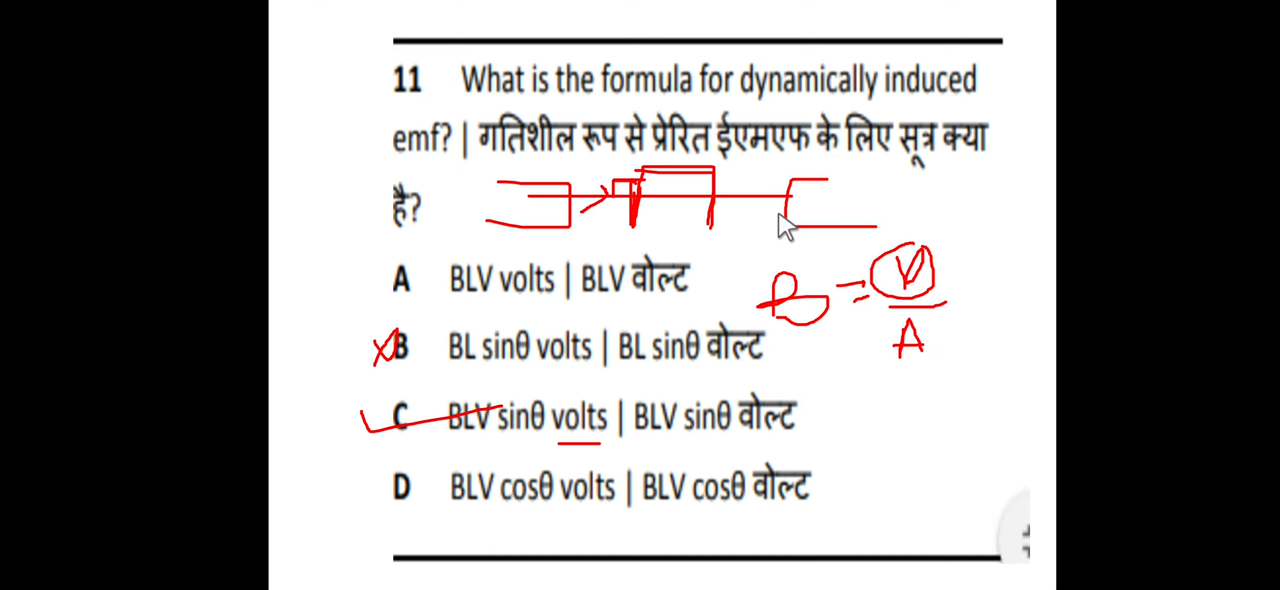 11 What is the formula for dynamically induced
emf? | गतिशील रूप से प्रेरित ईएमएफ के लिए सूत्र क्या
है?
A BLV volts | BLV वोल्ट
B = / A
B BL sinθ volts | BL sinθ वोल्ट
C BLV sinθ volts | BLV sinθ वोल्ट
D BLV cosθ volts | BLV cosθ वोल्ट